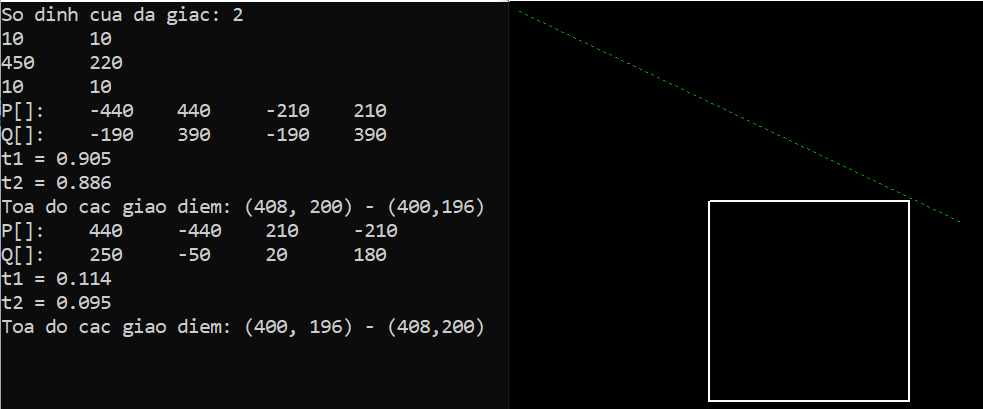 So dinh cua da giac: 2
10 10
450 220
10 10
P[]: -440 440 -210 210
Q[]: -190 390 -190 390
t1 = 0.905
t2 = 0.886
Toa do cac giao diem: (408, 200) - (400,196)
P[]: 440 -440 210 -210
Q[]: 250 -50 20 180
t1 = 0.114
t2 = 0.095
Toa do cac giao diem: (400, 196) - (408,200)